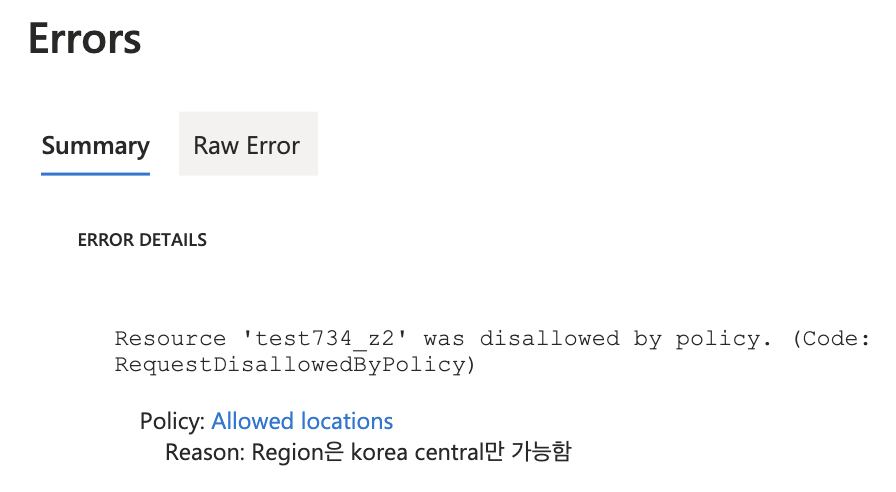 Errors
Summary
Raw Error
ERROR DETAILS
Resource 'test734_z2' was disallowed by policy. (Code:
RequestDisallowedByPolicy)
Policy: Allowed locations
Reason: Region은 korea central만 가능함